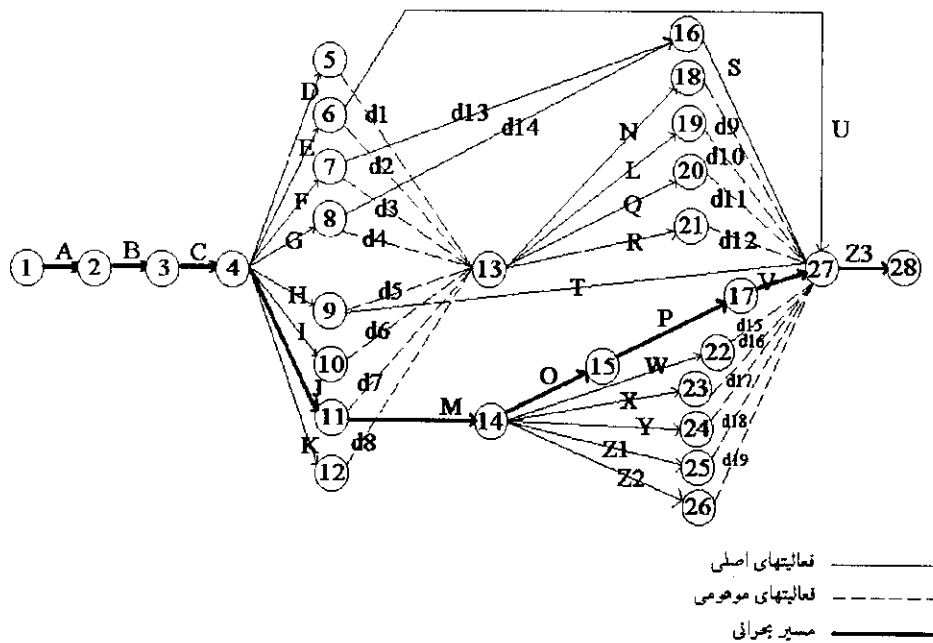 16
5
S
18
D
d1
6
d13
19
d9
U
N
d14
E
d10
7
d2
L
20
d11
F
d3
Q
8
21
d12
G
d4
R
A
B
C
1
2
3
4
13
27
Z3
28
V
H
d5
T
9
17
I
P
d15
d6
d16
10
15
22
W
O
J
d7
23
d17
X
11
M
14
24
d18
Y
K
d8
Z1
25
d19
12
Z2
26
فعالیتهای اصلی
فعالیتهای موهومی
مسیر بحرانی